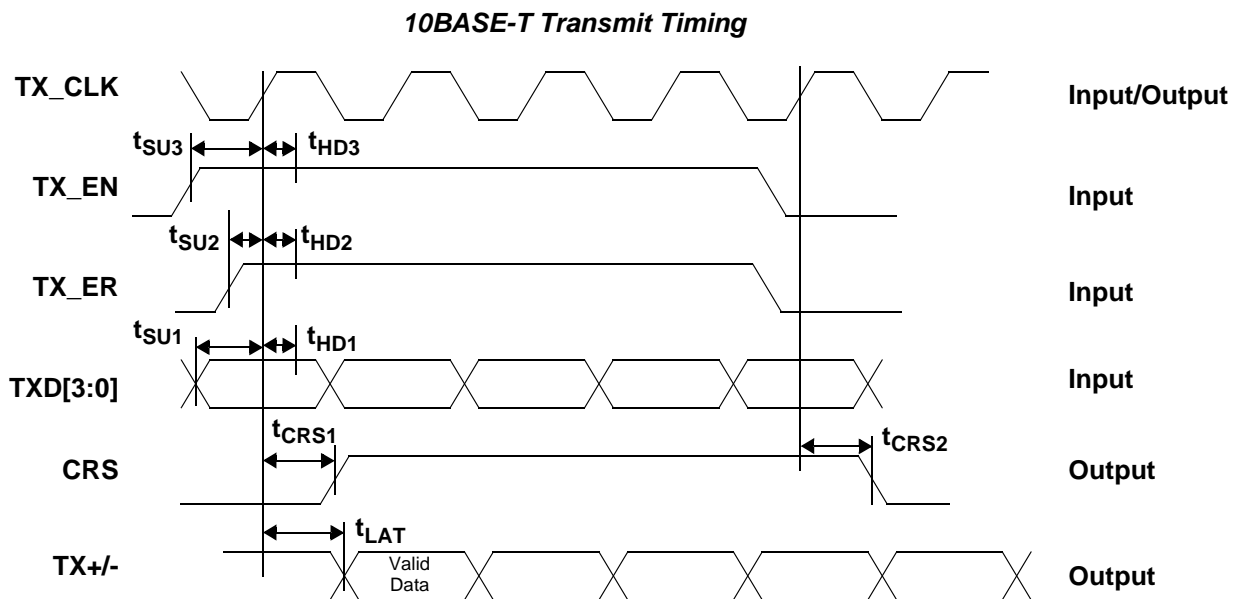 10BASE-T Transmit Timing
TX_CLK
Input/Output
tSU3
tHD3
TX_EN
Input
tSU2
tHD2
TX_ER
Input
tSU1
tHD1
TXD[3:0]
Input
tCRS1
tCRS2
CRS
Output
tLAT
TX+/-
Valid
Data
Output